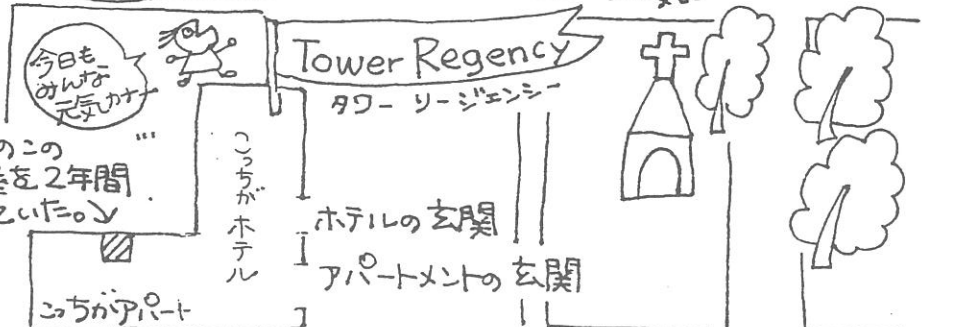 今日も
みんな
元気しカナー
Tower Regency
タワー リージェンシー
のこの
を2年間
ていた。
こっちがホテル
ホテルの玄関
アパートメントの玄関
こっちがアパート